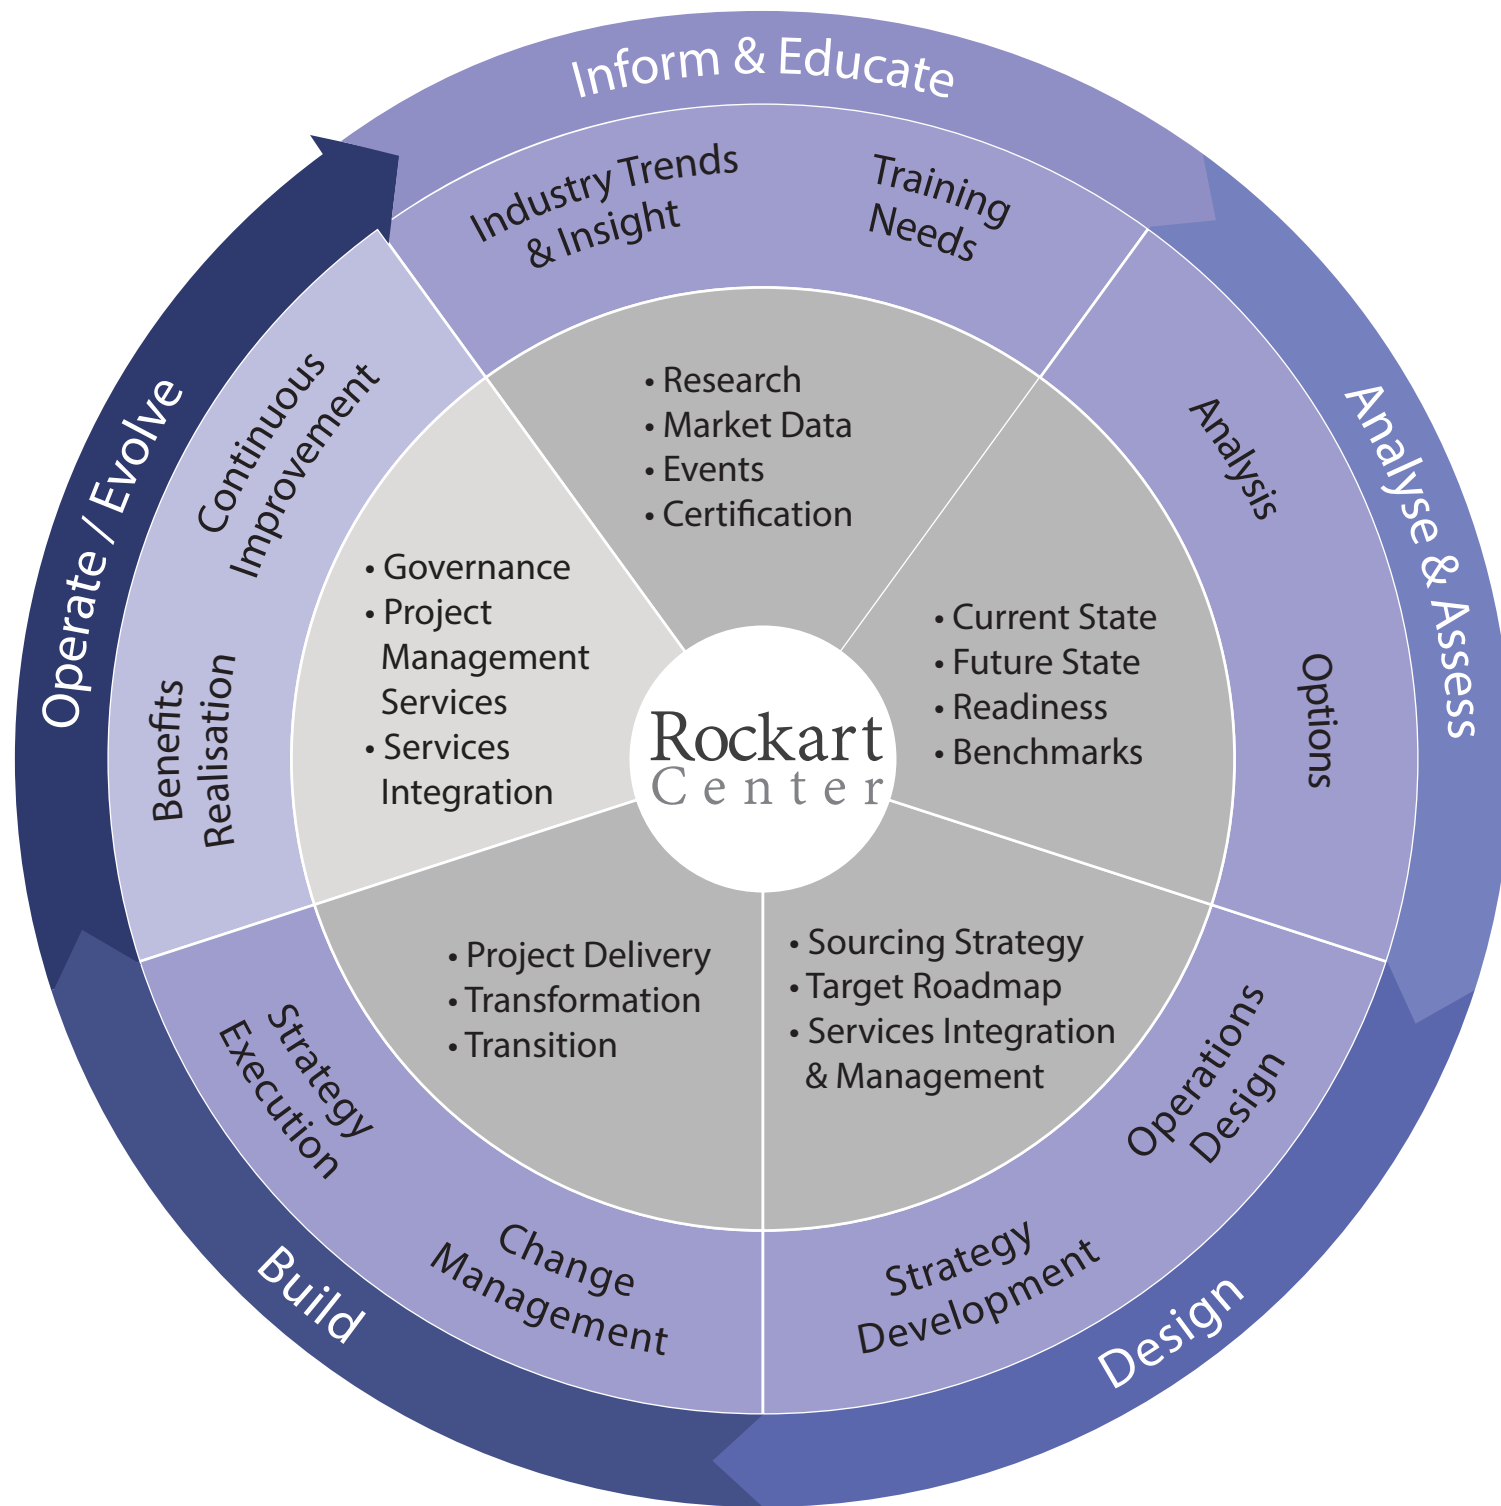 Inform & Educate
Industry Trends
& Insight
Training
Needs
• Research
• Market Data
• Events
• Certification
Analyse & Assess
Analysis
Options
• Current State
• Future State
• Readiness
• Benchmarks
Design
Operations
Design
Strategy
Development
• Sourcing Strategy
• Target Roadmap
• Services Integration
& Management
Build
Change
Management
Strategy
Execution
• Project Delivery
• Transformation
• Transition
Operate / Evolve
Benefits
Realisation
Continuous
Improvement
• Governance
• Project
Management
Services
• Services
Integration
Rockart
Center